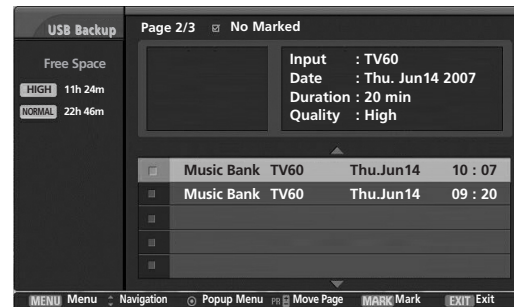 USB Backup
Page 2/3 No Marked
Free Space
HIGH 11h 24m
NORMAL 22h 46m
Input : TV60
Date : Thu. Jun14 2007
Duration : 20 min
Quality : High
Music Bank TV60 Thu.Jun14 10 : 07
Music Bank TV60 Thu.Jun14 09 : 20
MENU Menu Navigation Popup Menu PR Move Page MARK Mark EXIT Exit